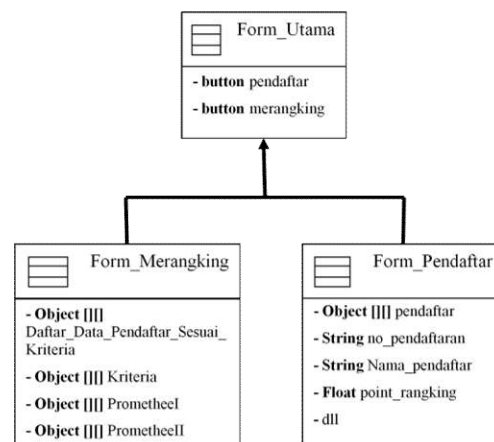 Form_Utama
- button pendaftar
- button merangking
Form_Merangking
- Object [][]
Daftar_Data_Pendaftar_Sesuai_
Kriteria
- Object [][] Kriteria
- Object [][] PrometheeI
- Object [][] PrometheeII
Form_Pendaftar
- Object [][] pendaftar
- String no_pendaftaran
- String Nama_pendaftar
- Float point_rangking
- dll